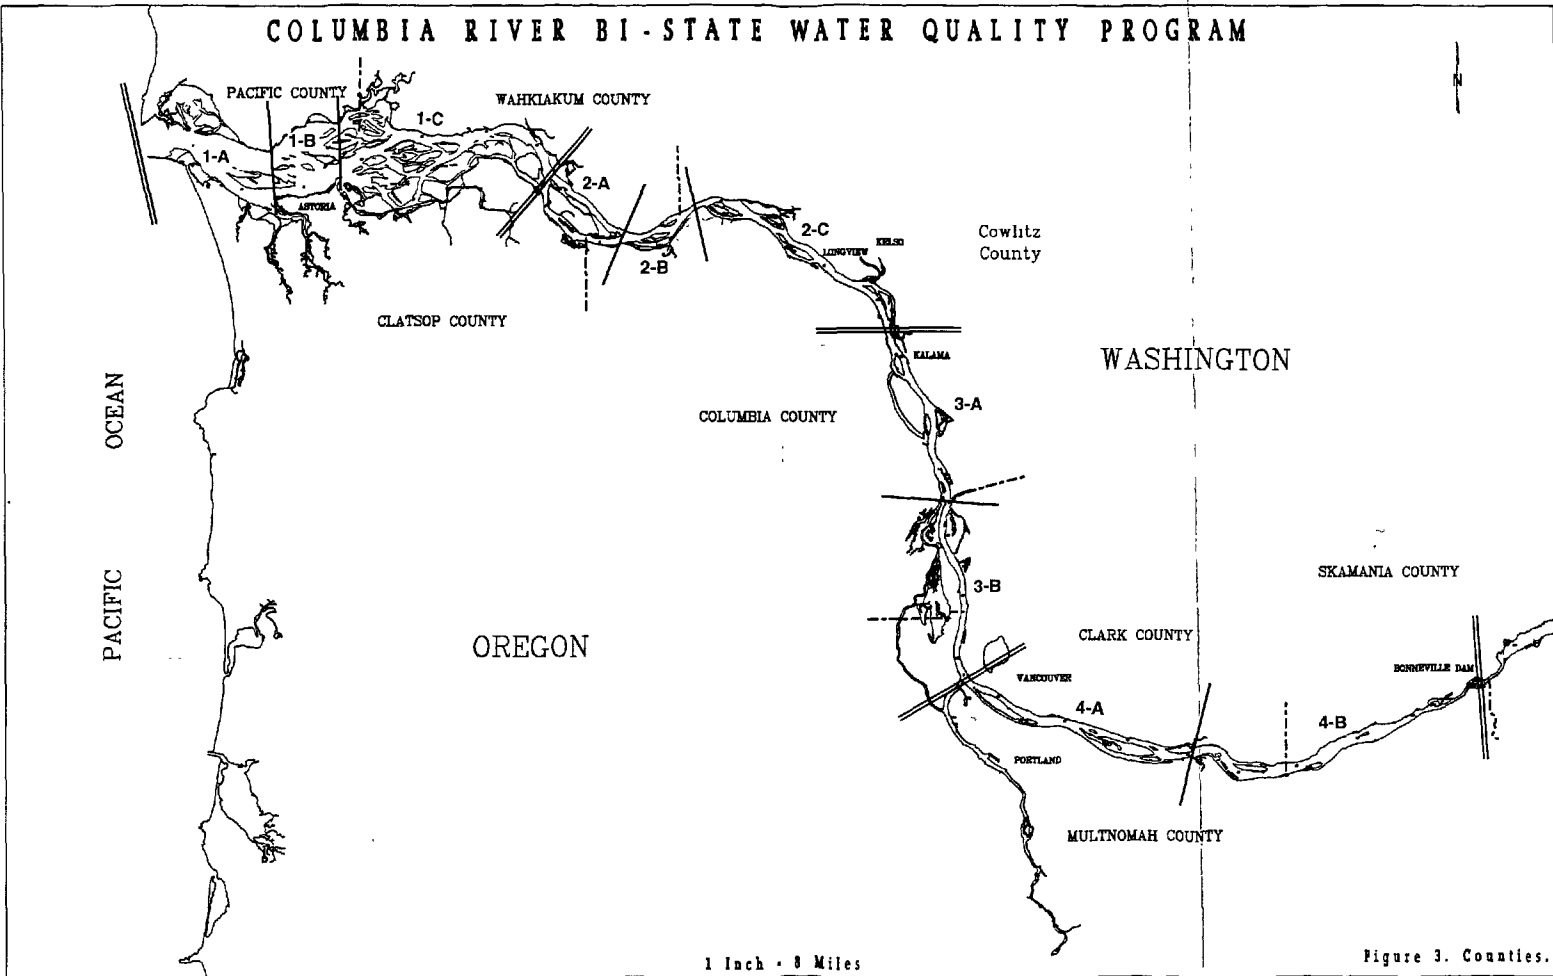 COLUMBIA RIVER BI-STATE WATER QUALITY PROGRAM
N
PACIFIC COUNTY
WAHKIAKUM COUNTY
1-C
1-B
1-A
2-A
ASTORIA
2-C
Cowlitz
County
KELSO
LONGVIEW
2-B
CLATSOP COUNTY
KALAMA
WASHINGTON
3-A
COLUMBIA COUNTY
PACIFIC OCEAN
3-B
SKAMANIA COUNTY
CLARK COUNTY
OREGON
BONNEVILLE DAM
VANCOUVER
4-A
4-B
PORTLAND
MULTNOMAH COUNTY
1 Inch - 8 Miles
Figure 3. Counties.